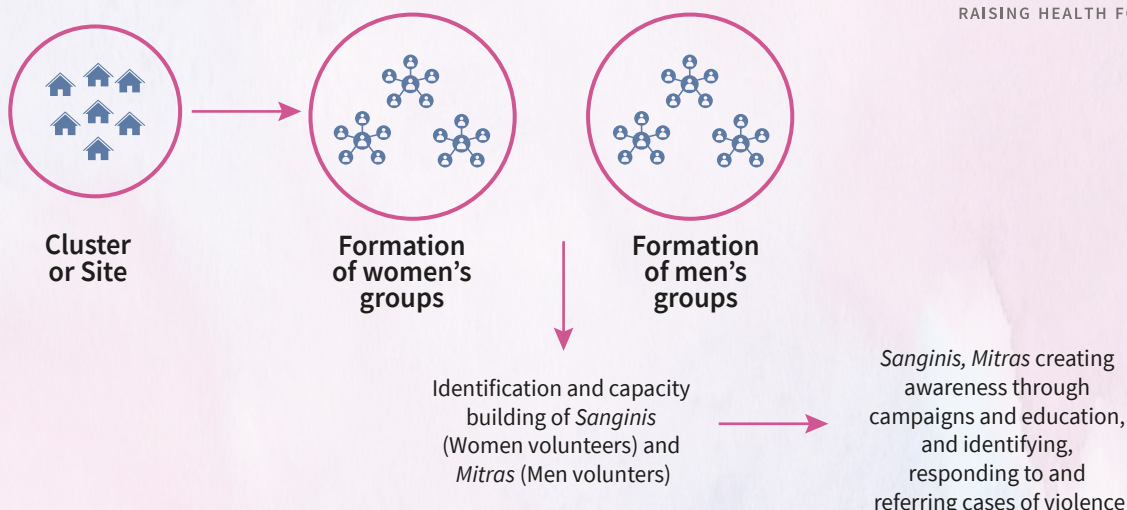 RAISING HEALTH
Cluster
or Site
Formation
of women's
groups
Formation
of men's
groups
Identification and capacity
building of Sanginis
(Women volunteers) and
Mitras (Men volunters)
Sanginis, Mitras creating
awareness through
campaigns and education,
and identifying,
responding to and
referring cases of violence